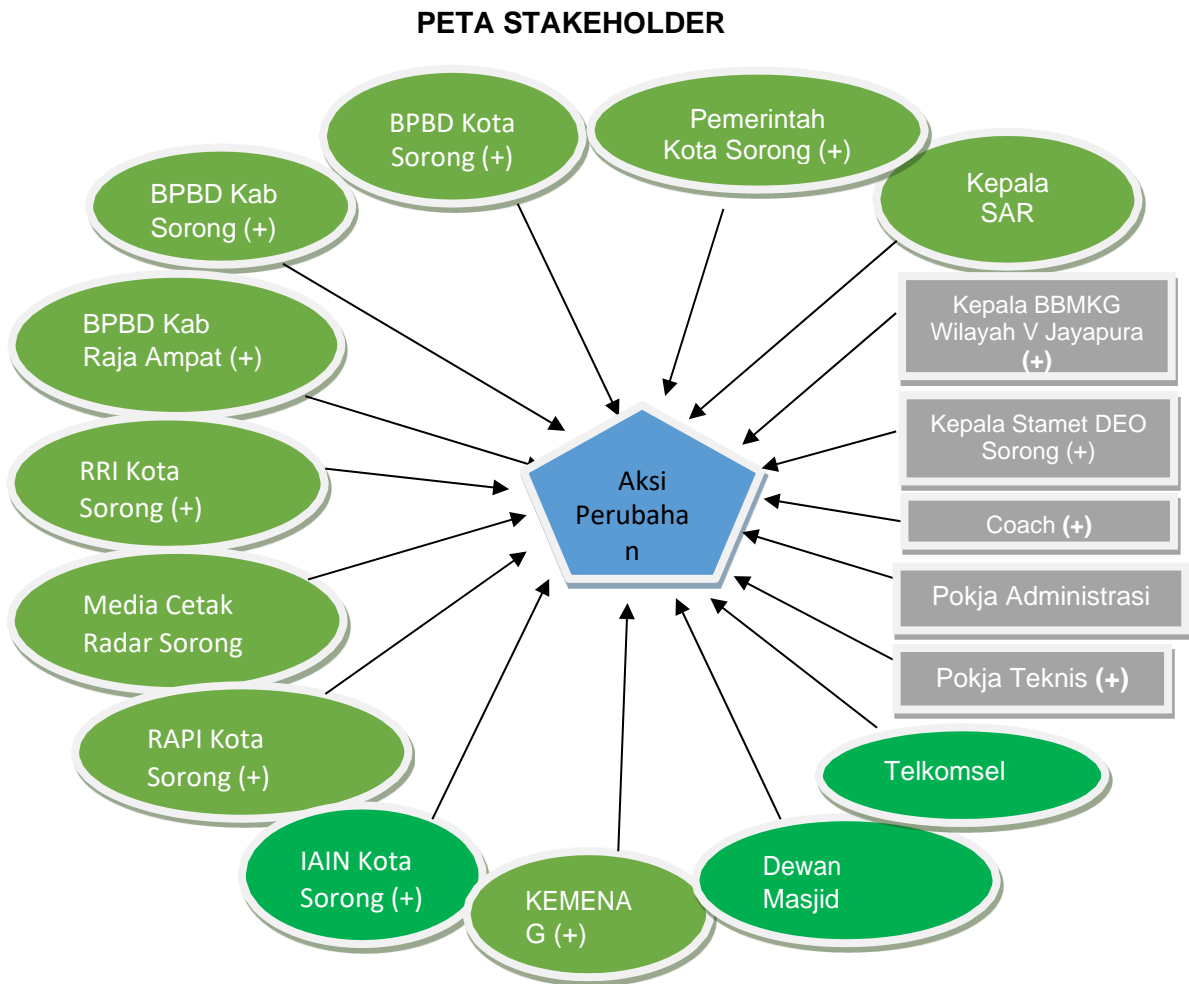 PETA STAKEHOLDER
BPBD Kota
Sorong (+)
Pemerintah
Kota Sorong (+)
Kepala
SAR
BPBD Kab
Sorong (+)
Kepala BBMKG
Wilayah V Jayapura
(+)
BPBD Kab
Raja Ampat (+)
Kepala Stamet DEO
Sorong (+)
RRI Kota
Sorong (+)
Aksi
Perubaha
n
Coach (+)
Media Cetak
Radar Sorong
Pokja Administrasi
Pokja Teknis (+)
RAPI Kota
Sorong (+)
Telkomsel
IAIN Kota
Sorong (+)
Dewan
Masjid
KEMENA
G (+)